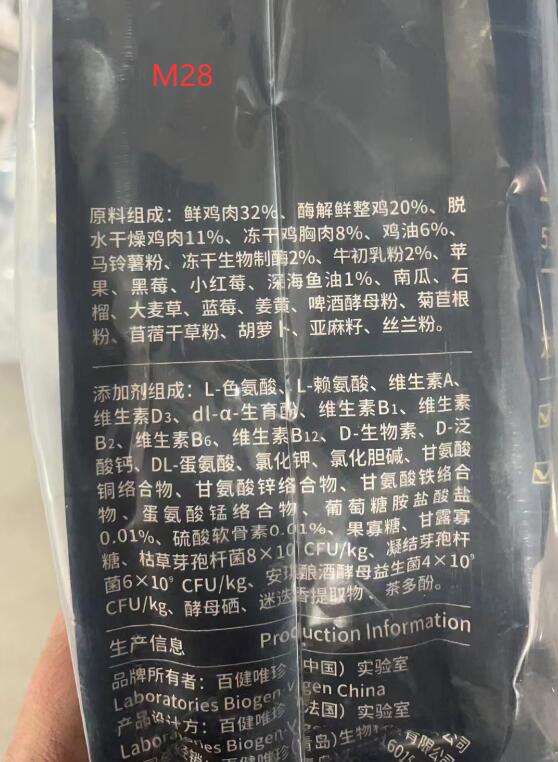 M28
原料组成：鲜鸡肉32%、酶解鲜整鸡20%、脱
水干燥鸡肉11%、冻干鸡胸肉8%、鸡油6%、
马铃薯粉、冻干生物制酶2%、牛初乳粉2%、苹
果、黑莓、小红莓、深海鱼油1%、南瓜、石
榴、大麦草、蓝莓、姜黄、啤酒酵母粉、菊苣根
粉、苜蓿干草粉、胡萝卜、亚麻籽、丝兰粉。
添加剂组成：L-色氨酸、L-赖氨酸、维生素A、
维生素D3、dl-α-生育酚、维生素B1、维生素
B2、维生素B6、维生素B12、D-生物素、D-泛
酸钙、DL-蛋氨酸、氯化钾、氯化胆碱、甘氨酸
铜络合物、甘氨酸锌络合物、甘氨酸铁络合
物、蛋氨酸锰络合物、葡萄糖胺盐酸盐
0.01%、硫酸软骨素0.01%、果寡糖、甘露寡
糖、枯草芽孢杆菌8×10⁹ CFU/kg、凝结芽孢杆
菌6×10⁹ CFU/kg、安琪酿酒酵母益生菌4×10⁹
CFU/kg、酵母硒、迷迭香提取物、茶多酚。
生产信息 Production Information
品牌所有者：百健唯珍（中国）实验室
Laboratories Biogen-V gen China
产品设计方：百健唯珍（法国）实验室
Laboratories Biogen-V
青岛）生物 有限公司